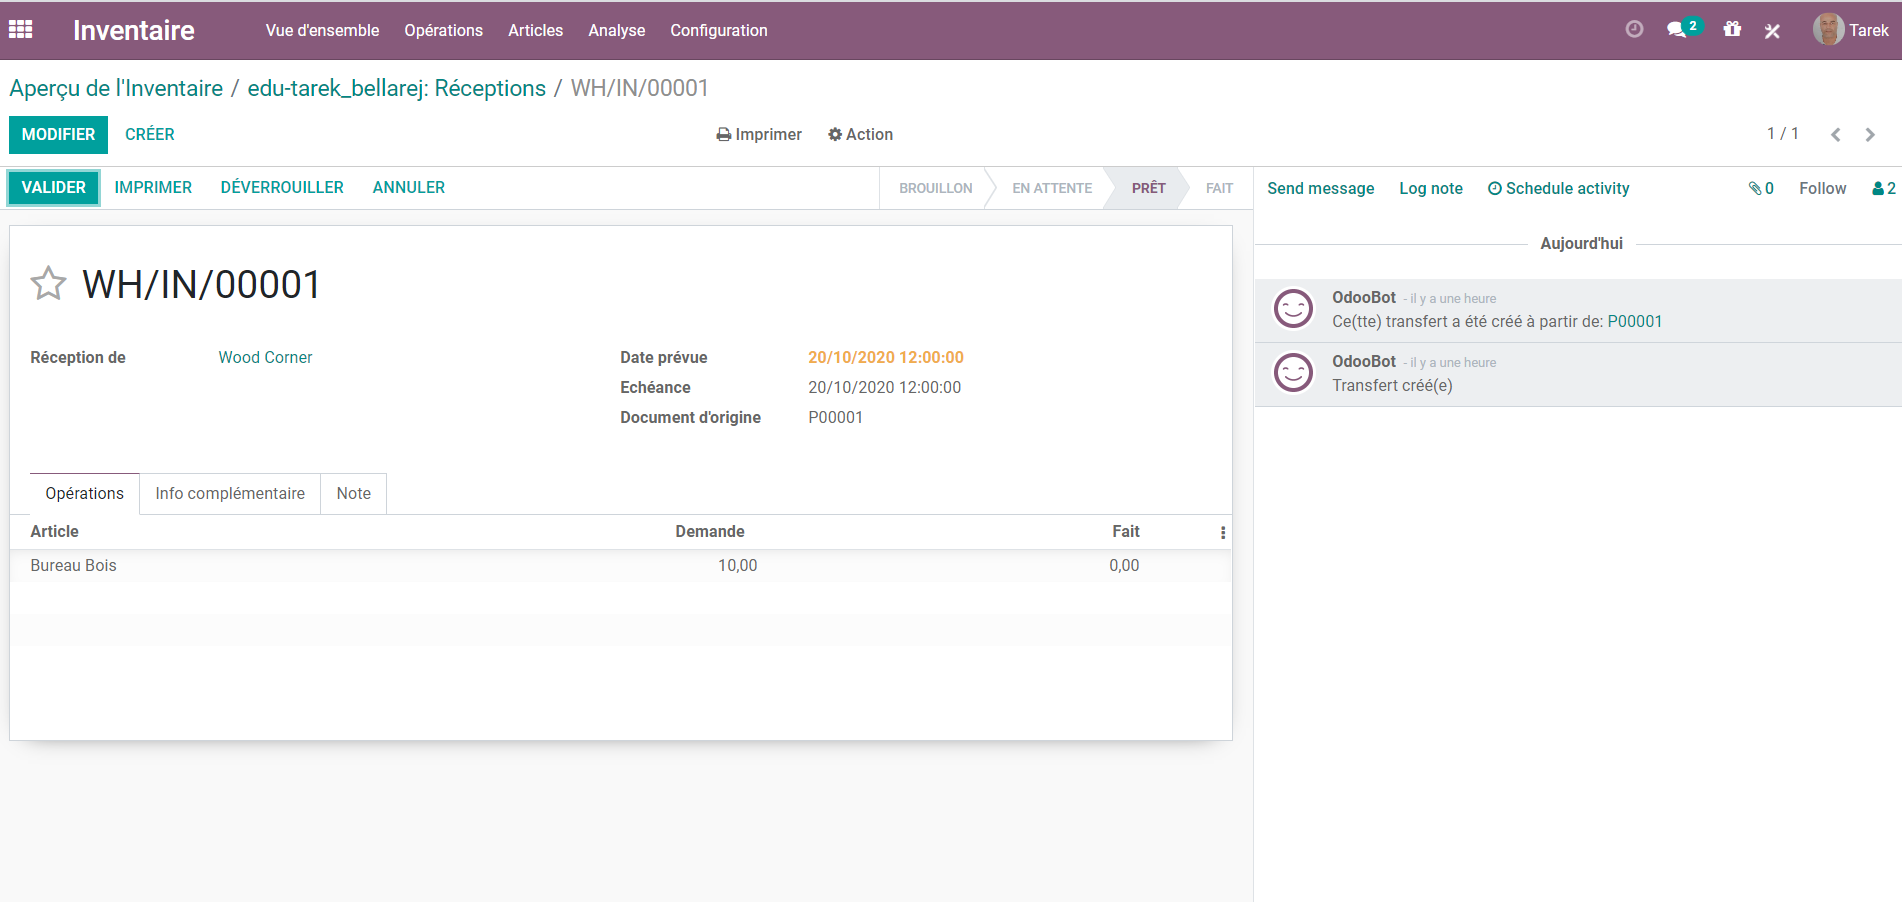 Inventaire Vue d'ensemble Opérations Articles Analyse Configuration 2 Tarek
Aperçu de l'Inventaire / edu-tarek_bellarej: Réceptions / WH/IN/00001
MODIFIER CRÉER Imprimer Action 1 / 1
VALIDER IMPRIMER DÉVERROUILLER ANNULER BROUILLON EN ATTENTE PRÊT FAIT Send message Log note Schedule activity 0 Follow 2
Aujourd'hui
WH/IN/00001
OdooBot - il y a une heure
Ce(tte) transfert a été créé à partir de: P00001
OdooBot - il y a une heure
Transfert créé(e)
Réception de Wood Corner Date prévue 20/10/2020 12:00:00
Echéance 20/10/2020 12:00:00
Document d'origine P00001
Opérations Info complémentaire Note
Article Demande Fait
Bureau Bois 10,00 0,00